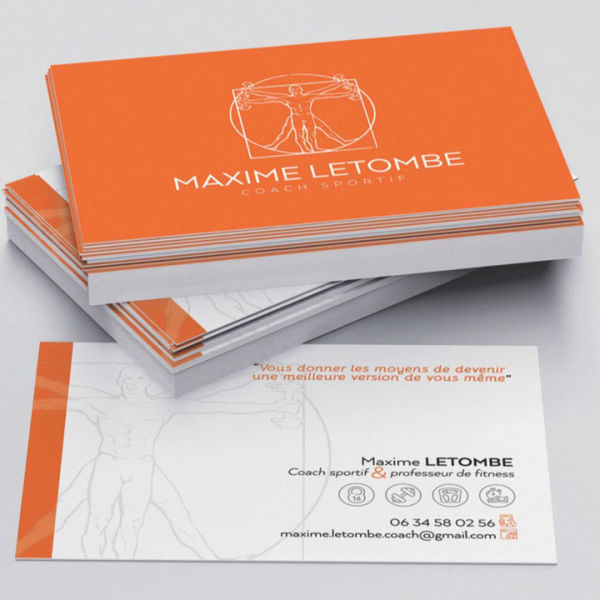 MAXIME LETOMBE
COACH SPORTIF
"Vous donner les moyens de devenir
une meilleure version de vous même"
Maxime LETOMBE
Coach sportif & professeur de fitness
16
06 34 58 02 56
maxime.letombe.coach@gmail.com